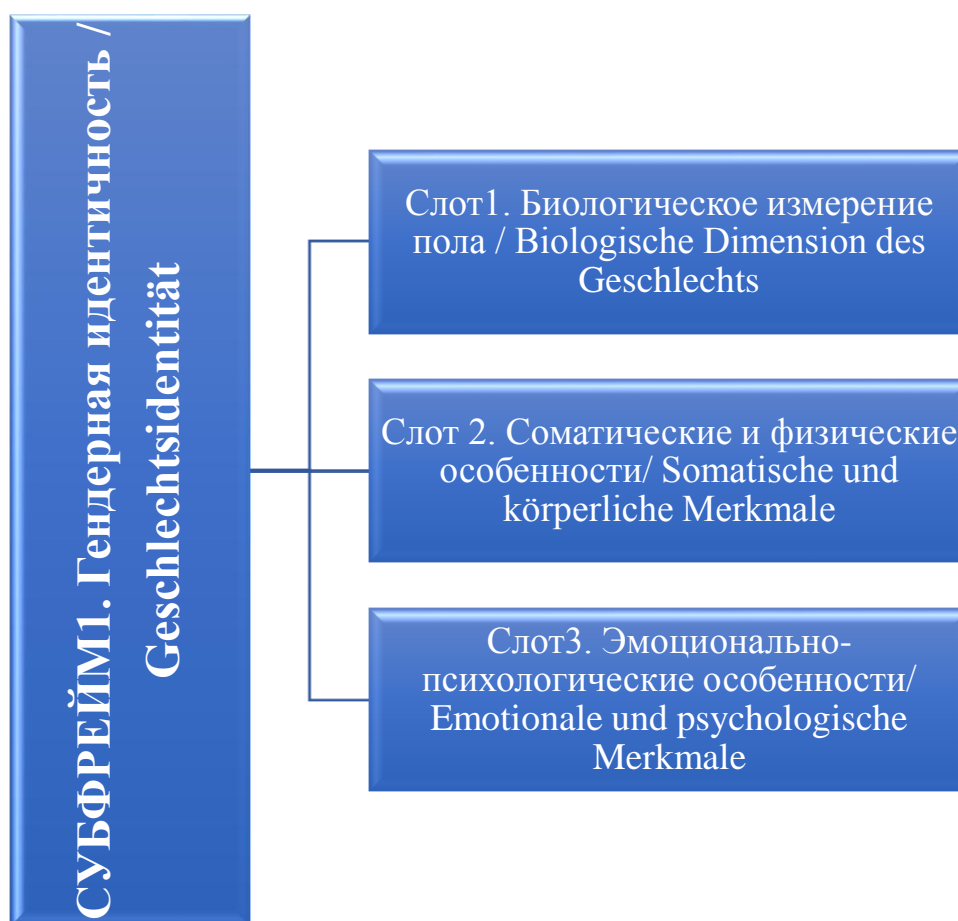 СУБФРЕЙМ1. Гендерная идентичность /
Geschlechtsidentität
Слот1. Биологическое измерение
пола / Biologische Dimension des
Geschlechts
Слот 2. Соматические и физические
особенности/ Somatische und
körperliche Merkmale
Слот3. Эмоционально-
психологические особенности/
Emotionale und psychologische
Merkmale